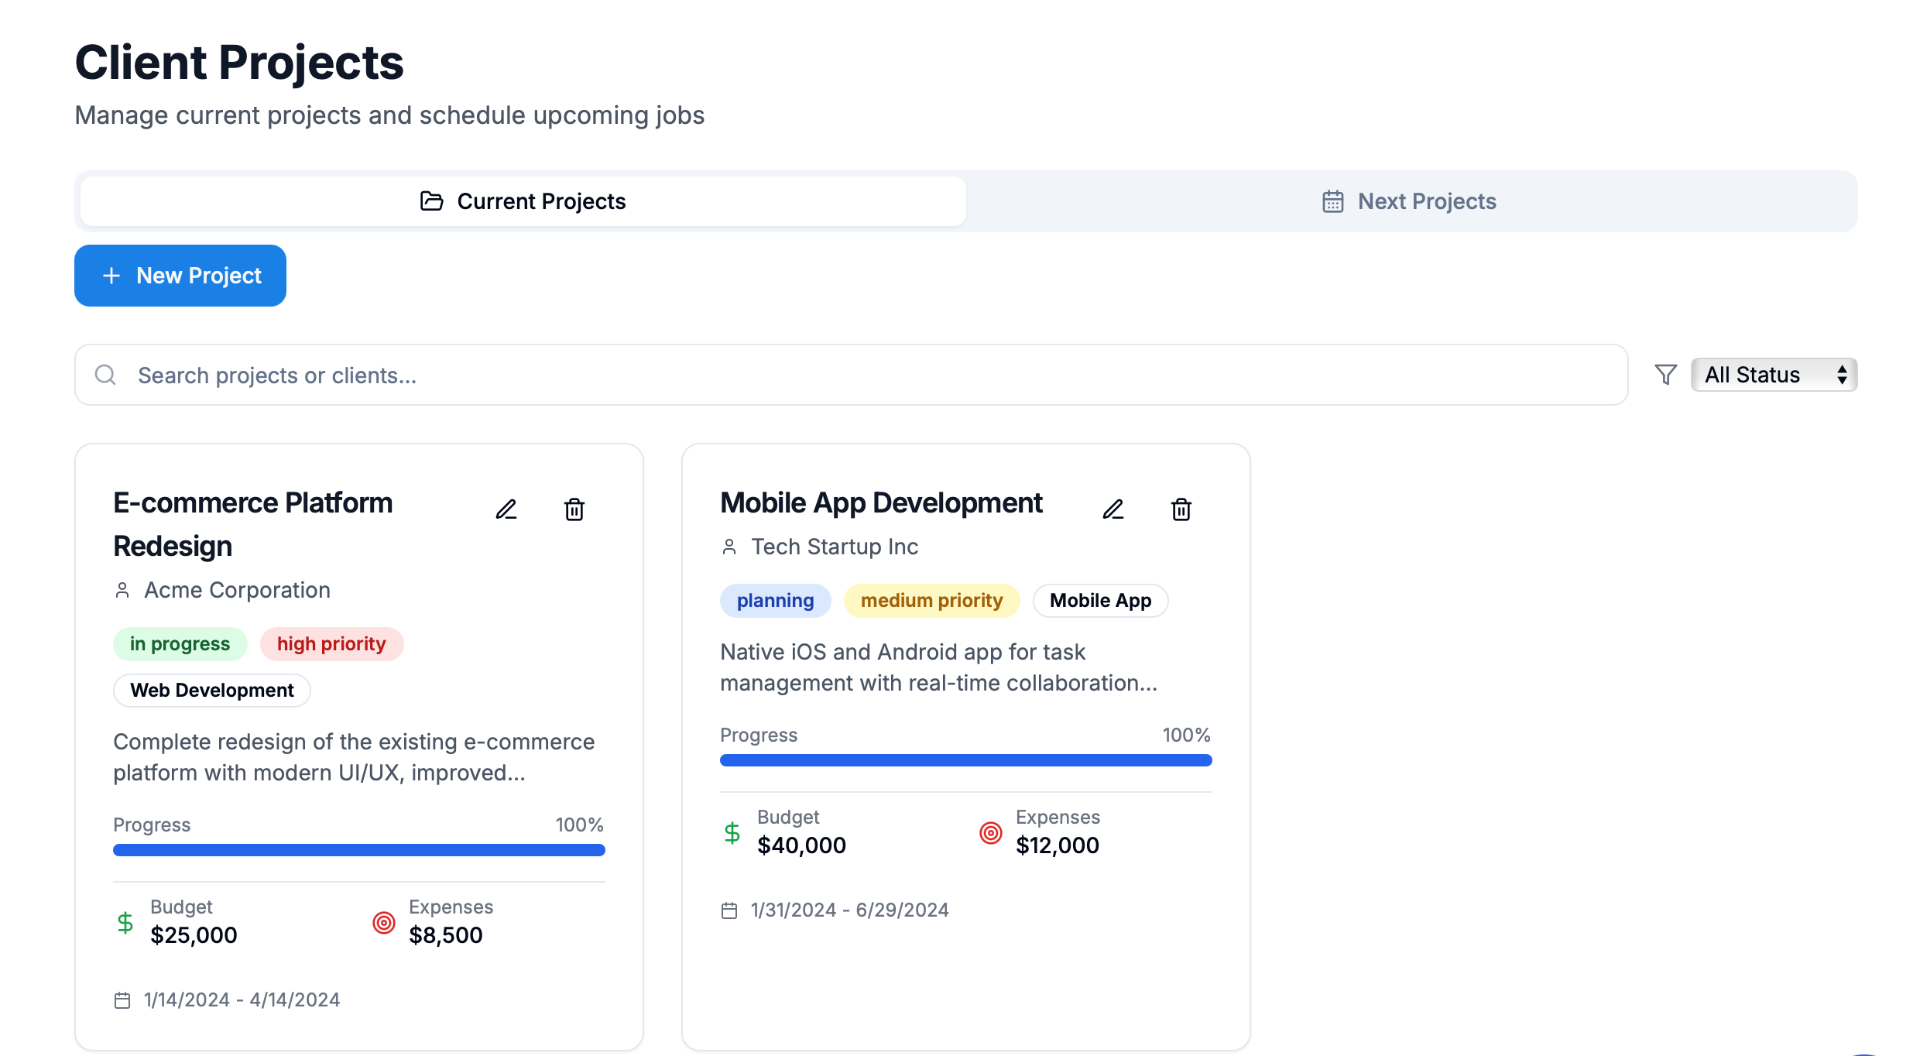 Client Projects
Manage current projects and schedule upcoming jobs
Current Projects
Next Projects
New Project
Search projects or clients...
All Status
E-commerce Platform
Redesign
Acme Corporation
in progress
high priority
Web Development
Complete redesign of the existing e-commerce
platform with modern UI/UX, improved...
Progress 100%
Budget
$25,000
Expenses
$8,500
1/14/2024 - 4/14/2024
Mobile App Development
Tech Startup Inc
planning
medium priority
Mobile App
Native iOS and Android app for task
management with real-time collaboration...
Progress 100%
Budget
$40,000
Expenses
$12,000
1/31/2024 - 6/29/2024